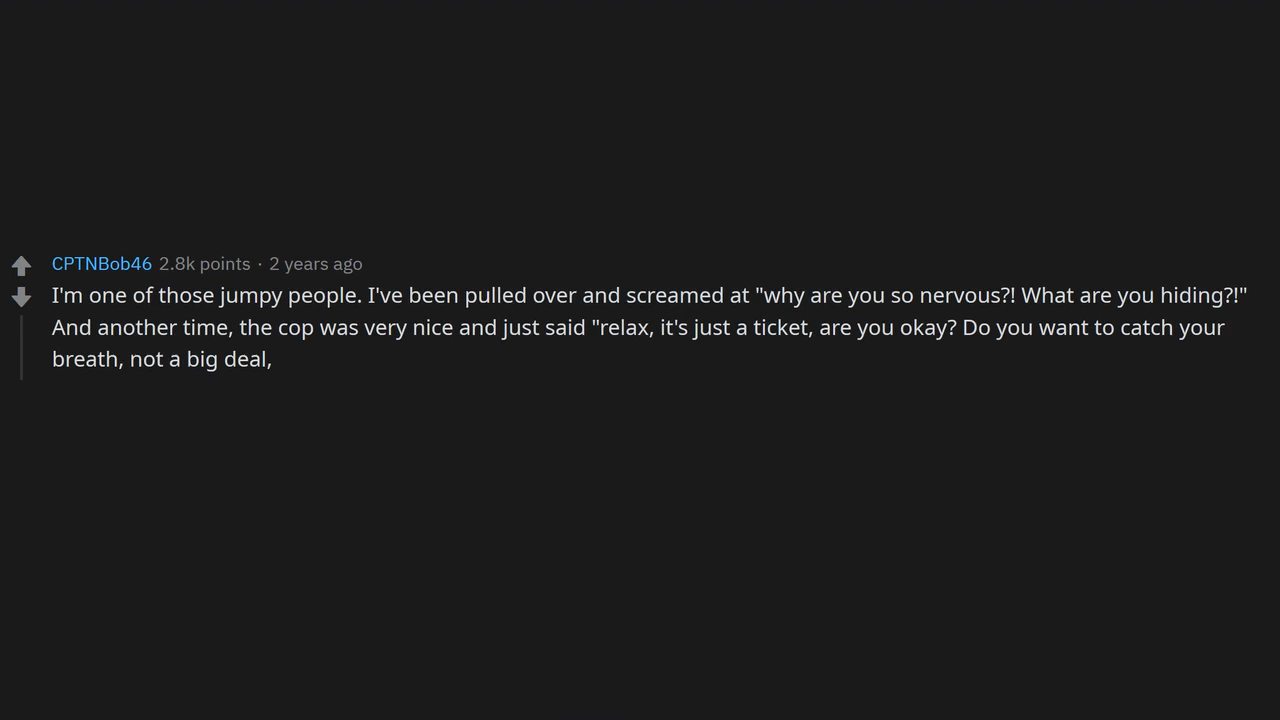 CPTNBob46 2.8k points · 2 years ago
I'm one of those jumpy people. I've been pulled over and screamed at "why are you so nervous?! What are you hiding?!"
And another time, the cop was very nice and just said "relax, it's just a ticket, are you okay? Do you want to catch your
breath, not a big deal,